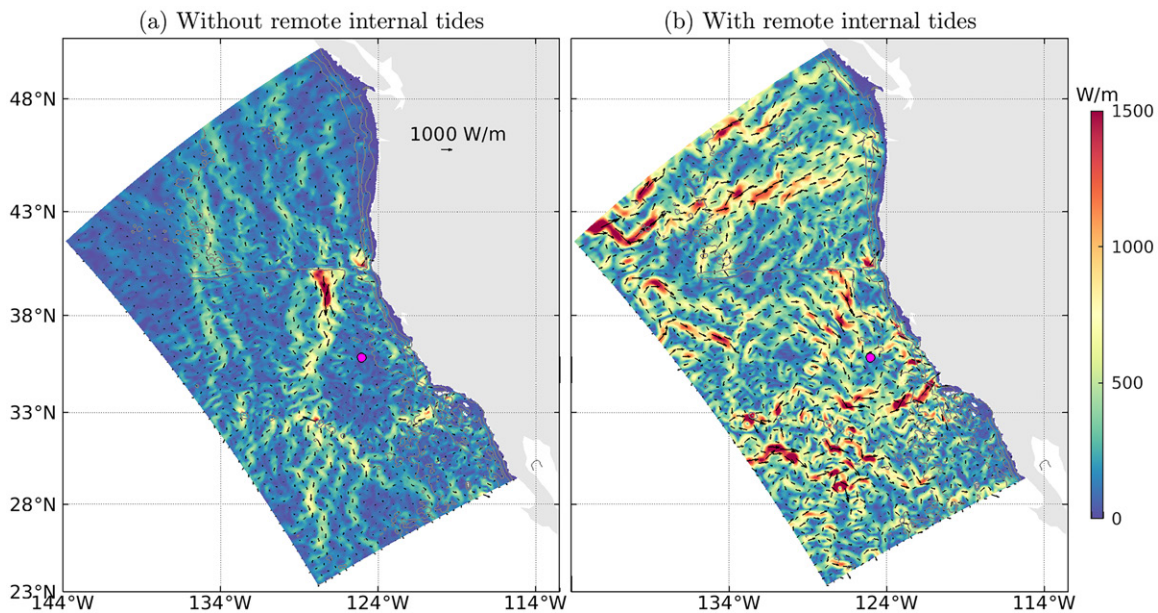 (a) Without remote internal tides
(b) With remote internal tides
48°N
43°N
38°N
33°N
28°N
23°N
144°W
134°W
124°W
114°W
1000 W/m
134°W
124°W
114°W
W/m
1500
1000
500
0